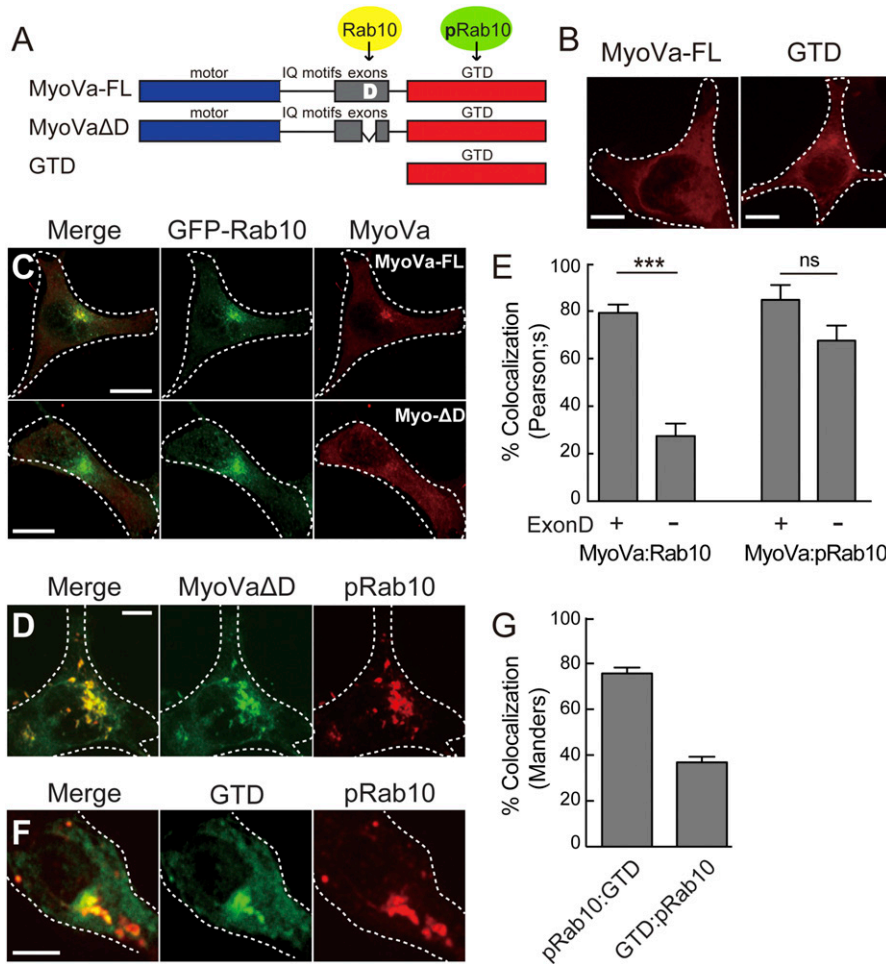 A
Rab10
pRab10
motor
IQ motifs
exons
GTD
MyoVa-FL
D
motor
IQ motifs
exons
GTD
MyoVaΔD
GTD
GTD
B
MyoVa-FL
GTD
Merge
GFP-Rab10
MyoVa
C
MyoVa-FL
Myo-ΔD
E
% Colocalization
(Pearson;s)
100
80
60
40
20
0
***
ns
ExonD
+
-
+
-
MyoVa:Rab10
MyoVa:pRab10
Merge
MyoVaΔD
pRab10
D
Merge
GTD
pRab10
F
G
% Colocalization
(Manders)
100
80
60
40
60
0
pRab10:GTD
GTD:pRab10